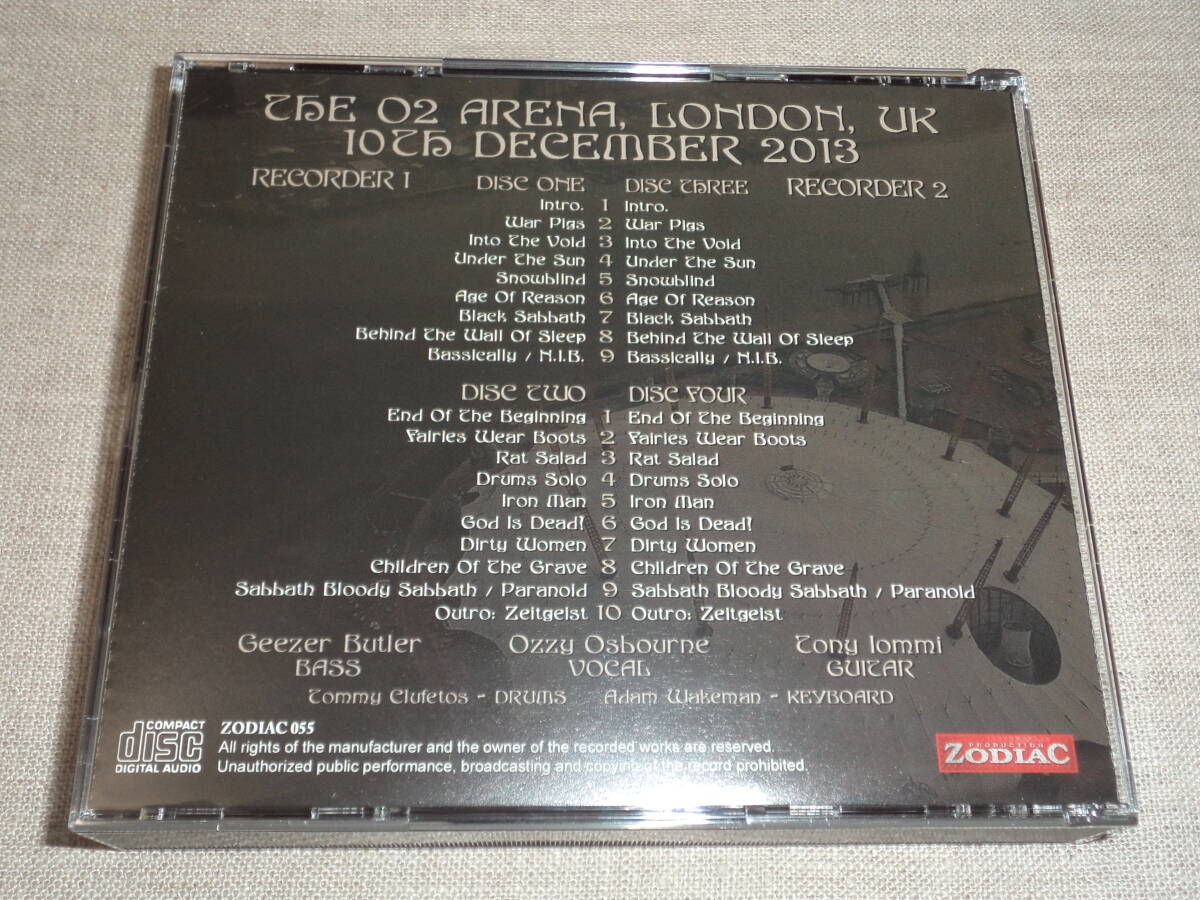 THE O2 ARENA, LONDON, UK
10TH DECEMBER 2013
RECORDER 1 DISC ONE DISC THREE RECORDER 2
Intro. 1 Intro.
War Pigs 2 War Pigs
Into The Void 3 Into The Void
Under The Sun 4 Under The Sun
Snowblind 5 Snowblind
Age Of Reason 6 Age Of Reason
Black Sabbath 7 Black Sabbath
Behind The Wall Of Sleep 8 Behind The Wall Of Sleep
Bassically / N.I.B. 9 Bassically / N.I.B.
DISC TWO DISC FOUR
End Of The Beginning 1 End Of The Beginning
Fairies Wear Boots 2 Fairies Wear Boots
Rat Salad 3 Rat Salad
Drums Solo 4 Drums Solo
Iron Man 5 Iron Man
God Is Dead? 6 God Is Dead?
Dirty Women 7 Dirty Women
Children Of The Grave 8 Children Of The Grave
Sabbath Bloody Sabbath / Paranoid 9 Sabbath Bloody Sabbath / Paranoid
Outro: Zeitgeist 10 Outro: Zeitgeist
Geezer Butler Ozzy Osbourne Tony Iommi
BASS VOCAL GUITAR
Tommy Clufetos - DRUMS Adam Wakeman - KEYBOARD
COMPACT disc DIGITAL AUDIO
ZODIAC 055
All rights of the manufacturer and the owner of the recorded works are reserved.
Unauthorized public performance, broadcasting and copying of the record prohibited.
PRODUCTION
ZODIAC